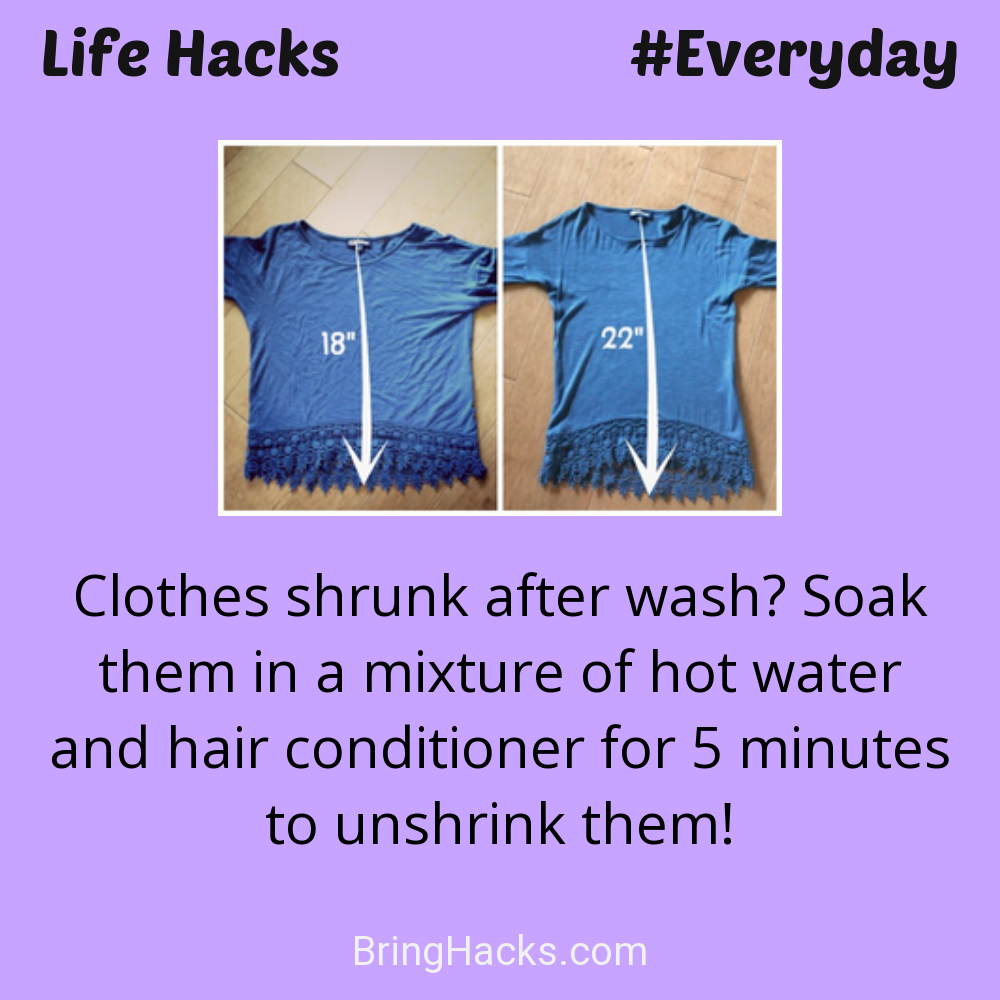 Life Hacks
#Everyday
18"
22"
Clothes shrunk after wash? Soak
them in a mixture of hot water
and hair conditioner for 5 minutes
to unshrink them!
BringHacks.com